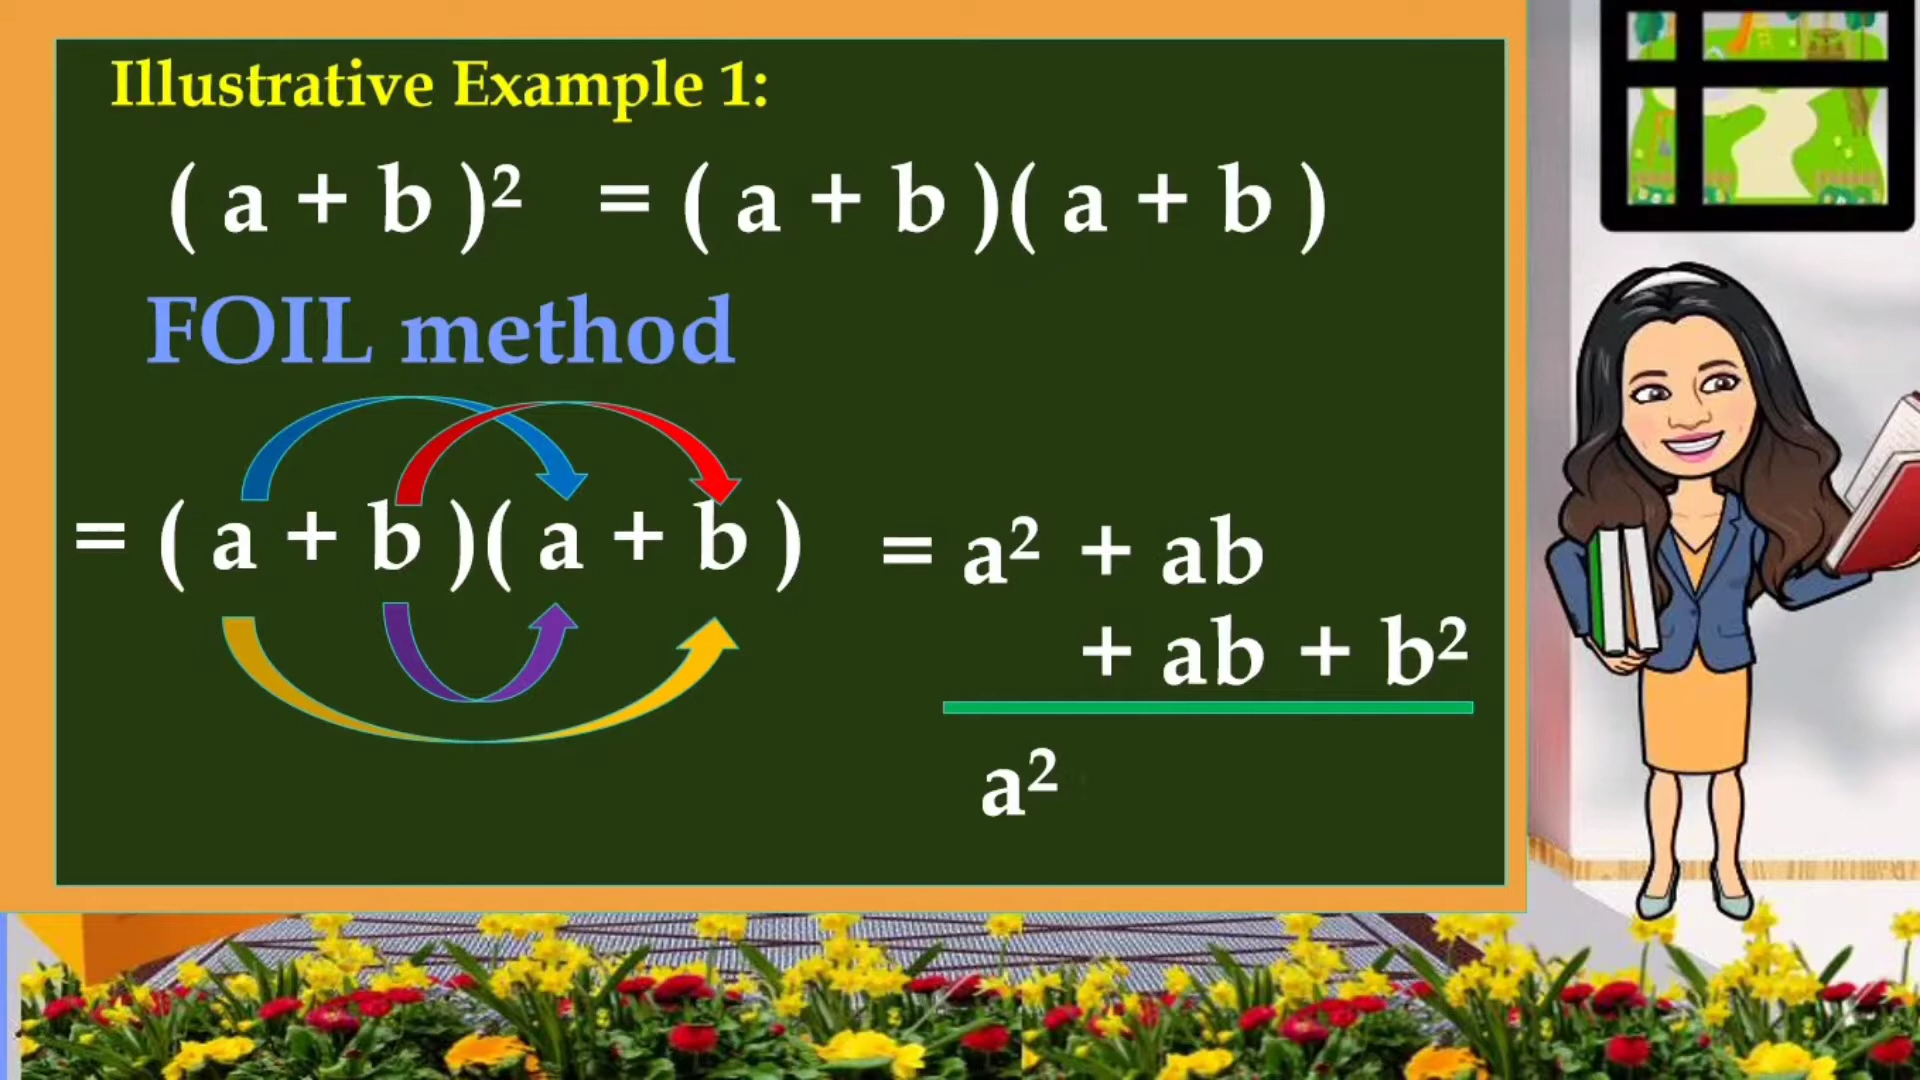 Illustrative Example 1:
( a + b )² = ( a + b )( a + b )
FOIL method
= ( a + b )( a + b ) = a² + ab
+ ab + b²
a²